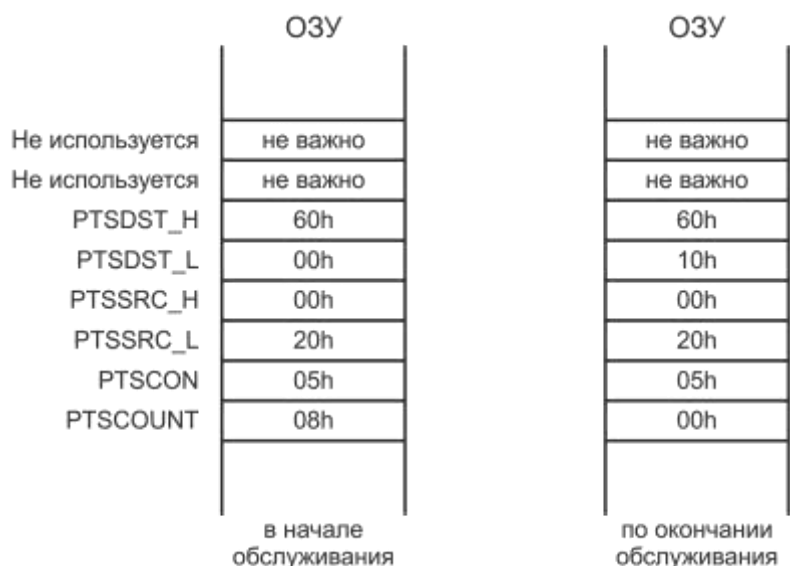 ОЗУ ОЗУ
Не используется не важно не важно
Не используется не важно не важно
PTSDST_H 60h 60h
PTSDST_L 00h 10h
PTSSRC_H 00h 00h
PTSSRC_L 20h 20h
PTSCON 05h 05h
PTSCOUNT 08h 00h
в начале по окончании
обслуживания обслуживания